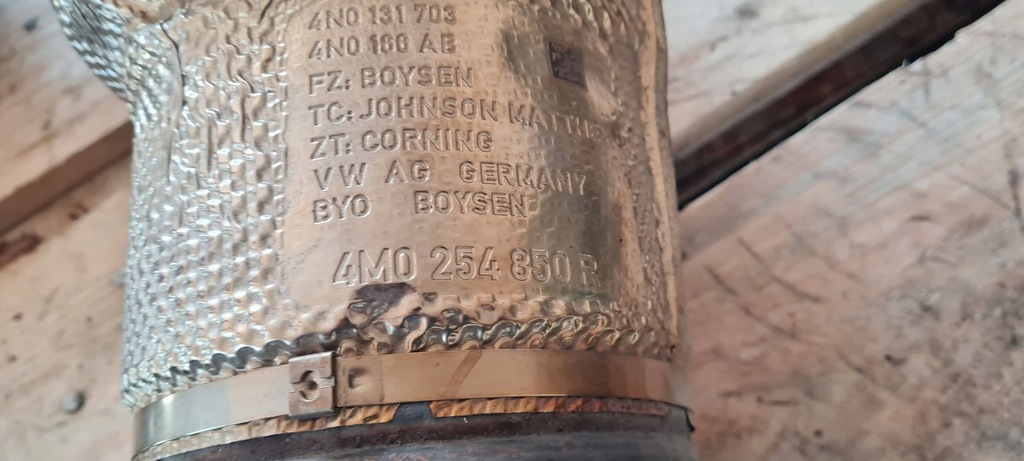 4N0 131 703
4N0 166 AB
FZ: BOYSEN
TC: JOHNSON MATTHE
ZT: CORNING
VW AG GERMANY
BYO BOYSEN
4M0 254 850 R